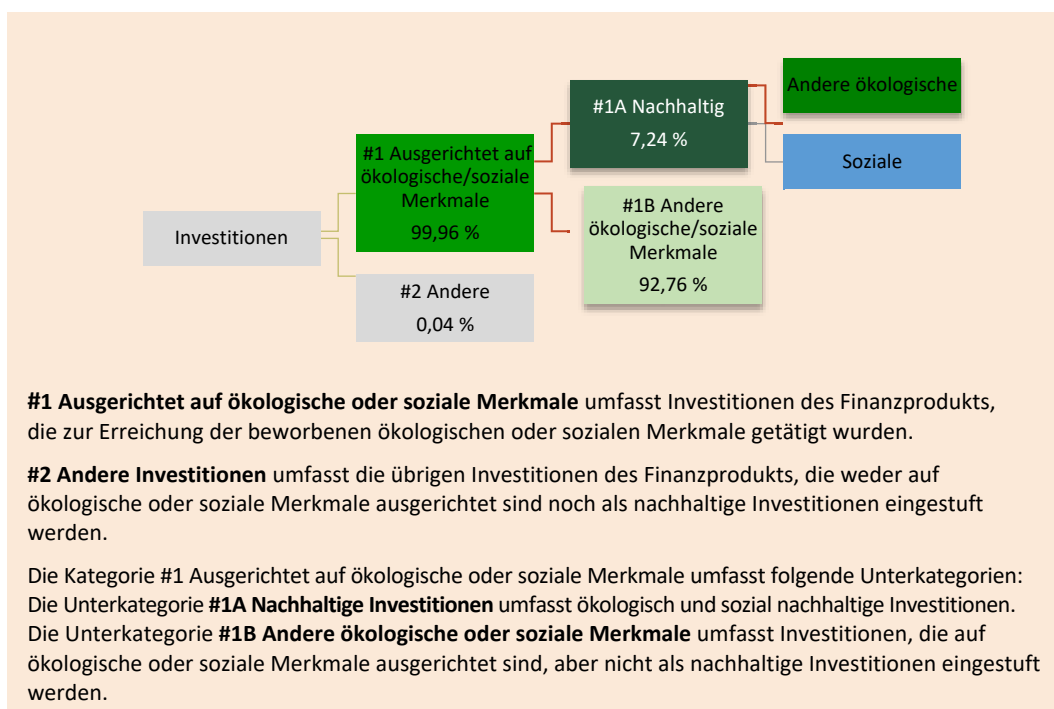 Andere ökologische
#1A Nachhaltig
7,24 %
Soziale
#1 Ausgerichtet auf
ökologische/soziale
Merkmale
99,96 %
#1B Andere
ökologische/soziale
Merkmale
92,76 %
Investitionen
#2 Andere
0,04 %
#1 Ausgerichtet auf ökologische oder soziale Merkmale umfasst Investitionen des Finanzprodukts,
die zur Erreichung der beworbenen ökologischen oder sozialen Merkmale getätigt wurden.
#2 Andere Investitionen umfasst die übrigen Investitionen des Finanzprodukts, die weder auf
ökologische oder soziale Merkmale ausgerichtet sind noch als nachhaltige Investitionen eingestuft
werden.
Die Kategorie #1 Ausgerichtet auf ökologische oder soziale Merkmale umfasst folgende Unterkategorien:
Die Unterkategorie #1A Nachhaltige Investitionen umfasst ökologisch und sozial nachhaltige Investitionen.
Die Unterkategorie #1B Andere ökologische oder soziale Merkmale umfasst Investitionen, die auf
ökologische oder soziale Merkmale ausgerichtet sind, aber nicht als nachhaltige Investitionen eingestuft
werden.